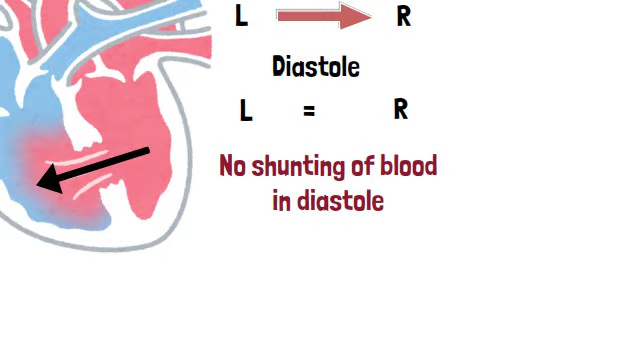 L R
Diastole
L = R
No shunting of blood
in diastole